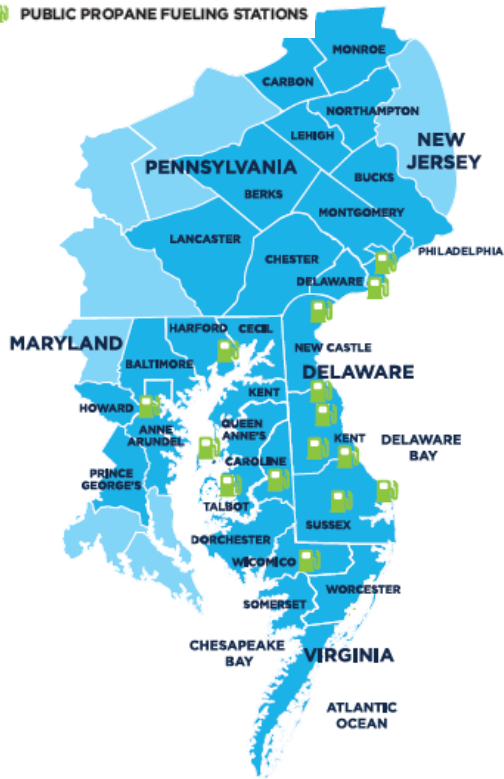 PUBLIC PROPANE FUELING STATIONS
MONROE
CARBON
NORTHAMPTON
LEHIGH
NEW
JERSEY
PENNSYLVANIA
BUCKS
BERKS
MONTGOMERY
LANCASTER
PHILADELPHIA
CHESTER
DELAWARE
HARFORD
CECIL
MARYLAND
NEW CASTLE
BALTIMORE
DELAWARE
KENT
HOWARD
QUEEN
ANNE'S
ANNE
ARUNDEL
KENT
DELAWARE
BAY
CAROLINE
PRINCE
GEORGE'S
TALBOT
SUSSEX
DORCHESTER
WICOMICO
WORCESTER
SOMERSET
CHESAPEAKE
BAY
VIRGINIA
ATLANTIC
OCEAN